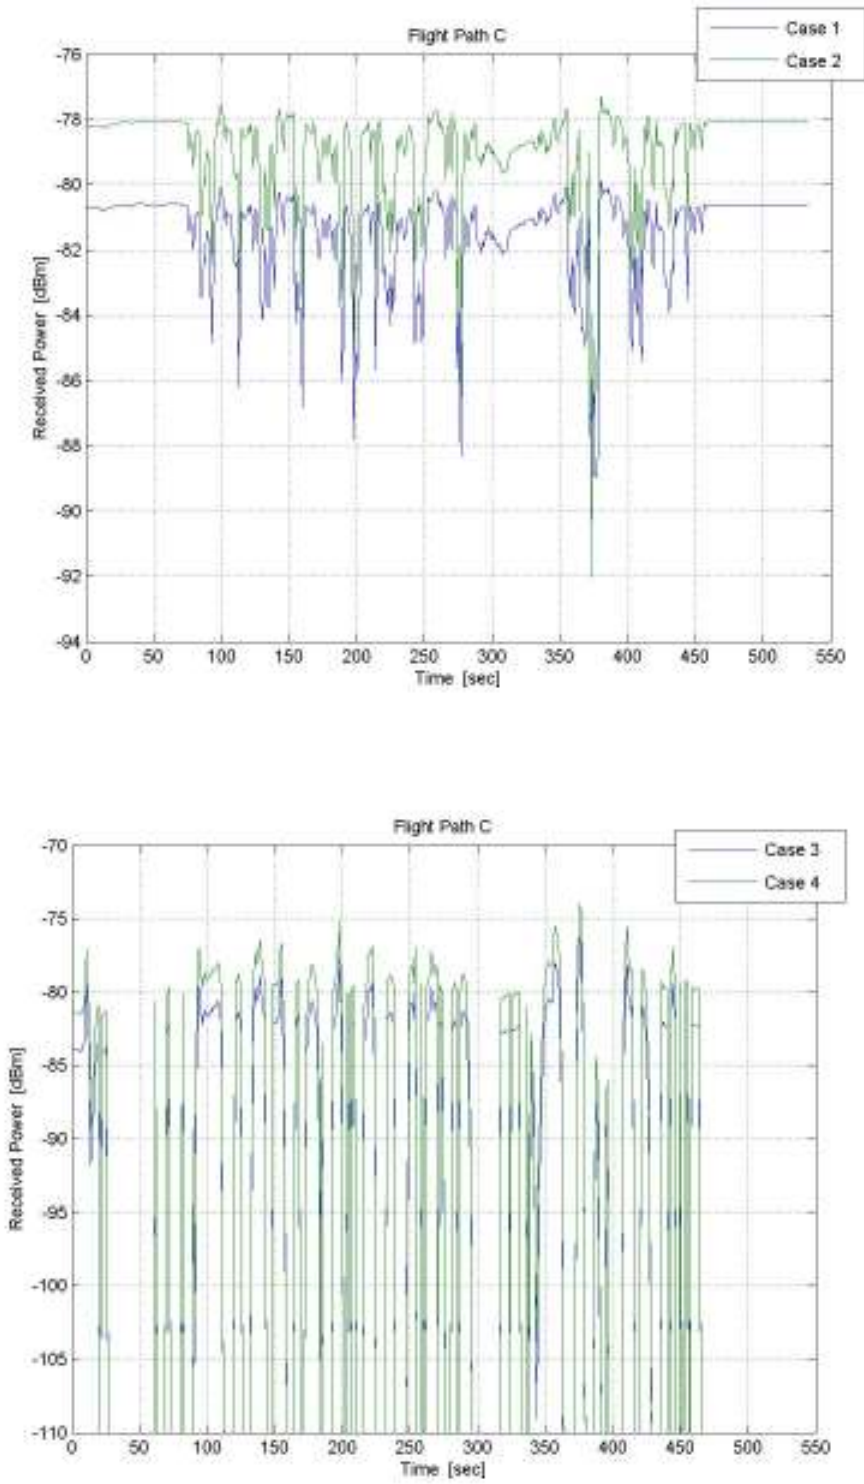 Flight Path C
Case 1
Case 2
-76
-78
-80
-82
-84
-86
-88
-90
-92
-94
Received Power [dBm]
0 50 100 150 200 250 300 350 400 450 500 550
Time [sec]
Flight Path C
Case 3
Case 4
-70
-75
-80
-85
-90
-95
-100
-105
-110
Received Power [dBm]
0 50 100 150 200 250 300 350 400 450 500 550
Time [sec]